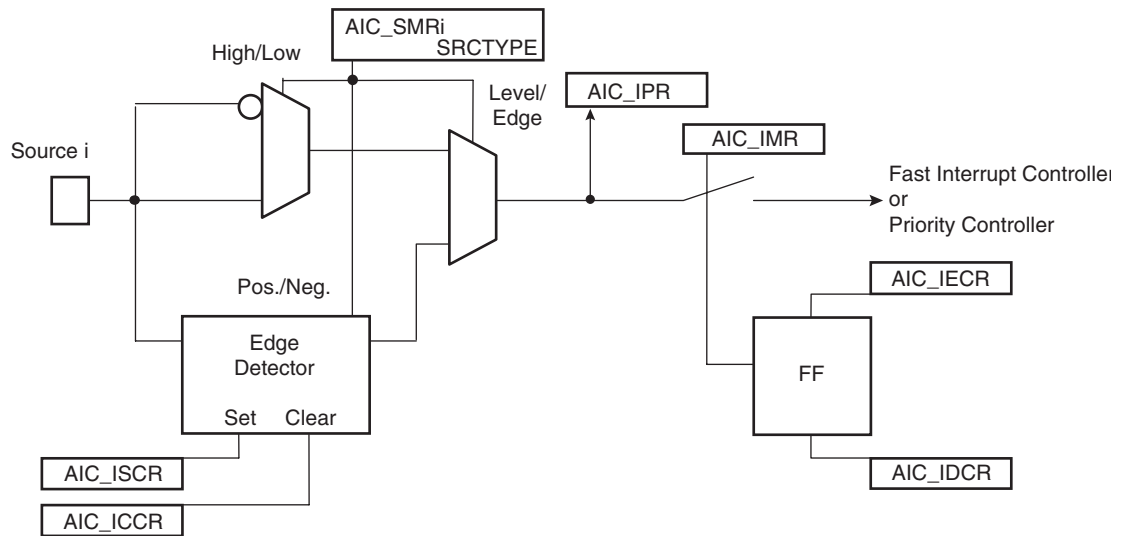 AIC_SMRi
SRCTYPE
High/Low
Level/
Edge
AIC_IPR
AIC_IMR
Source i
Fast Interrupt Controller
or
Priority Controller
Pos./Neg.
AIC_IECR
Edge
Detector
FF
Set Clear
AIC_ISCR
AIC_IDCR
AIC_ICCR